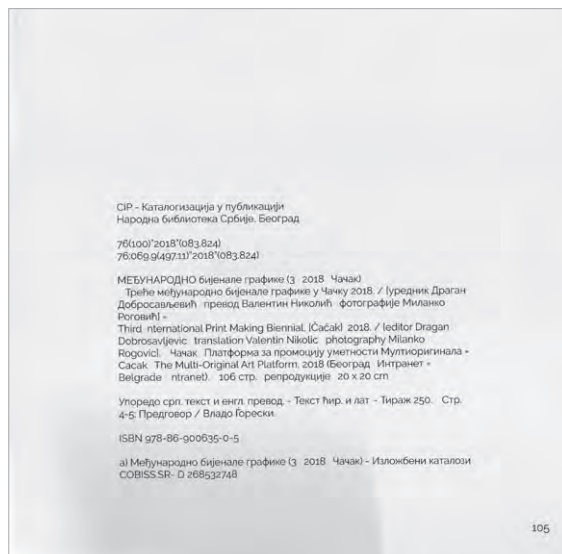 CIP - Каталогизација у публикацији
Народна библиотека Србије, Београд
76(100)"2018"(083.824)
76:069.9(497.11)"2018"(083.824)
МЕЂУНАРОДНО бијенале графике (3 2018 Чачак)
Треће међународно бијенале графике у Чачку 2018. / [уредник Драган
Добросављевић превод Валентин Николић фотографије Миланко
Роговић] =
Third nternational Print Making Biennial, [Čačak] 2018. / [editor Dragan
Dobrosavljevic translation Valentin Nikolic photography Milanko
Rogovic]. Чачак Платформа за промоцију уметности Мултиоригинала =
Cacak The Multi-Original Art Platform, 2018 (Београд Интранет =
Belgrade ntranet). 106 стр. репродукције 20 x 20 cm
Упоредо срп. текст и енгл. превод. - Текст ћир. и лат - Тираж 250. Стр.
4-5: Предговор / Владо Ѓорески.
ISBN 978-86-900635-0-5
а) Међународно бијенале графике (3 2018 Чачак) - Изложбени каталози
COBISS.SR- D 268532748
105